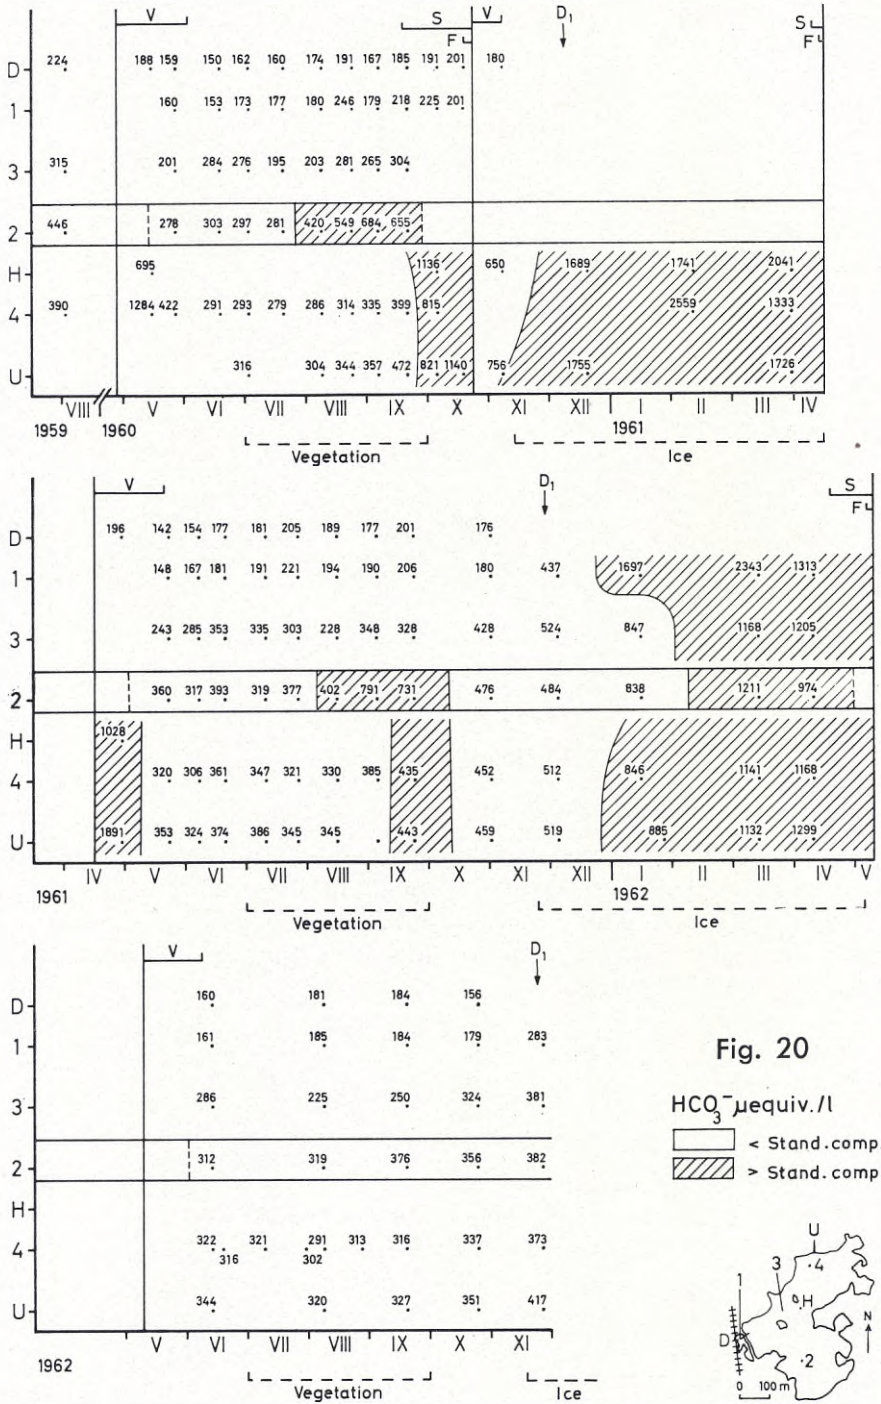 V S V D₁ S
F F
D 224 188 159 150 162 160 174 191 167 185 191 201 180
1 160 153 173 177 180 246 179 218 225 201
3 315 201 284 276 195 203 281 265 304
2 446 278 303 297 281 420 549 684 655
H 695 1136 650 1689 1741 2041
4 390 1284 422 291 293 279 286 314 335 399 815 2559 1333
U 316 304 344 357 472 821 1140 756 1755 1726
VIII V VI VII VIII IX X XI XII I II III IV
1959 1960 1961
Vegetation Ice
V D₁ S
F
D 196 142 154 177 181 205 189 177 201 176
1 148 167 181 191 221 194 190 206 180 437 1697 2343 1313
3 243 285 353 335 303 228 348 328 428 524 847 1168 1205
2 360 317 393 319 377 402 791 731 476 484 838 1211 974
H 1028
4 320 306 361 347 321 330 385 435 452 512 846 1141 1168
U 1891 353 324 374 386 345 345 443 459 519 885 1132 1299
IV V VI VII VIII IX X XI XII I II III IV V
1961 1962
Vegetation Ice
V D₁
D 160 181 184 156
1 161 185 184 179 283
3 286 225 250 324 381
2 312 319 376 356 382
H
4 322 321 291 313 316 337 373
316 302
U 344 320 327 351 417
V VI VII VIII IX X XI
1962
Vegetation Ice
Fig. 20
HCO₃⁻ µequiv./l
< Stand.comp.
> Stand.comp.
U
1 3 4
H
N
D
2
0 100 m